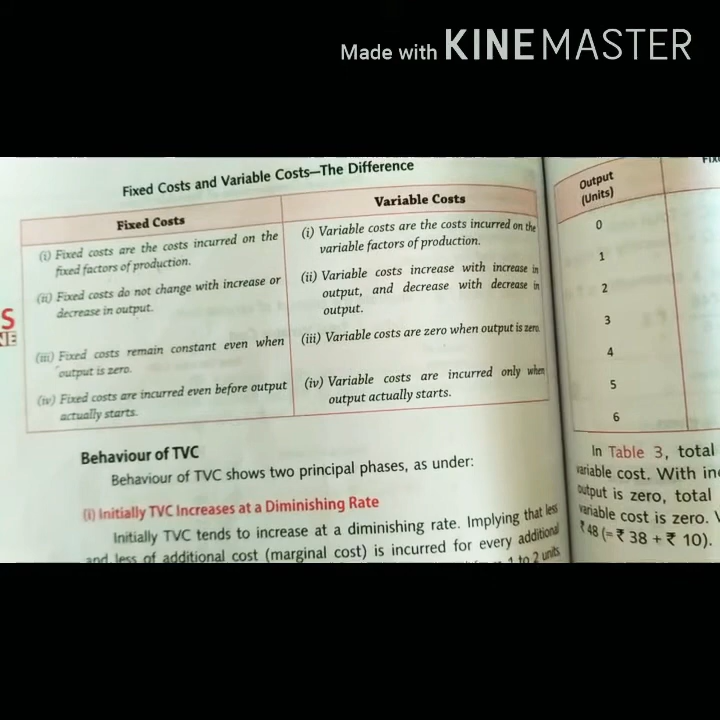 Made with KINEMASTER
Fixed Costs and Variable Costs—The Difference
Fixed Costs
(i) Fixed costs are the costs incurred on the
fixed factors of production.
(ii) Fixed costs do not change with increase or
decrease in output.
(iii) Fixed costs remain constant even when
output is zero.
(iv) Fixed costs are incurred even before output
actually starts.
Variable Costs
(i) Variable costs are the costs incurred on the
variable factors of production.
(ii) Variable costs increase with increase in
output, and decrease with decrease in
output.
(iii) Variable costs are zero when output is zero.
(iv) Variable costs are incurred only when
output actually starts.
Behaviour of TVC
Behaviour of TVC shows two principal phases, as under:
(i) Initially TVC Increases at a Diminishing Rate
Initially TVC tends to increase at a diminishing rate. Implying that less
and less of additional cost (marginal cost) is incurred for every additional
1 to 2 units
Output
(Units)
0
1
2
3
4
5
6
In Table 3, total
variable cost. With
output is zero, total
variable cost is zero.
₹ 48 (= ₹ 38 + ₹ 10).